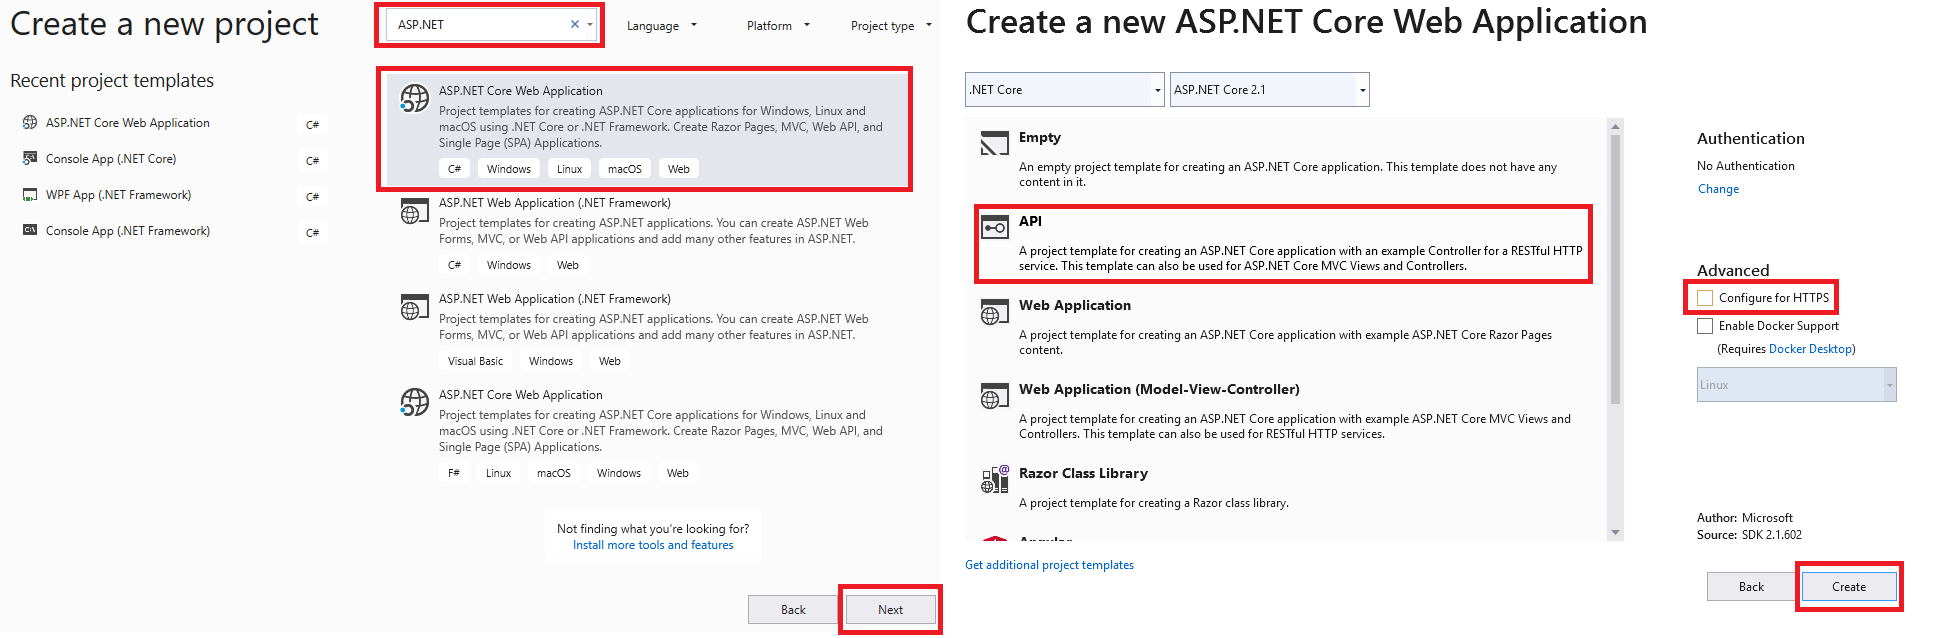 Create a new project
ASP.NET
Language
Platform
Project type
Recent project templates
ASP.NET Core Web Application
C#
Console App (.NET Core)
C#
WPF App (.NET Framework)
C#
Console App (.NET Framework)
C#
ASP.NET Core Web Application
Project templates for creating ASP.NET Core applications for Windows, Linux and
macOS using .NET Core or .NET Framework. Create Razor Pages, MVC, Web API, and
Single Page (SPA) Applications.
C# Windows Linux macOS Web
ASP.NET Web Application (.NET Framework)
Project templates for creating ASP.NET applications. You can create ASP.NET Web
Forms, MVC, or Web API applications and add many other features in ASP.NET.
C# Windows Web
ASP.NET Web Application (.NET Framework)
Project templates for creating ASP.NET applications. You can create ASP.NET Web
Forms, MVC, or Web API applications and add many other features in ASP.NET.
Visual Basic Windows Web
ASP.NET Core Web Application
Project templates for creating ASP.NET Core applications for Windows, Linux and
macOS using .NET Core or .NET Framework. Create Razor Pages, MVC, Web API, and
Single Page (SPA) Applications.
F# Linux macOS Windows Web
Not finding what you're looking for?
Install more tools and features
Back
Next
Create a new ASP.NET Core Web Application
.NET Core
ASP.NET Core 2.1
Empty
An empty project template for creating an ASP.NET Core application. This template does not have any
content in it.
API
A project template for creating an ASP.NET Core application with an example Controller for a RESTful HTTP
service. This template can also be used for ASP.NET Core MVC Views and Controllers.
Web Application
A project template for creating an ASP.NET Core application with example ASP.NET Core Razor Pages
content.
Web Application (Model-View-Controller)
A project template for creating an ASP.NET Core application with example ASP.NET Core MVC Views and
Controllers. This template can also be used for RESTful HTTP services.
Razor Class Library
A project template for creating a Razor class library.
Angular
Get additional project templates
Authentication
No Authentication
Change
Advanced
Configure for HTTPS
Enable Docker Support
(Requires Docker Desktop)
Linux
Author: Microsoft
Source: SDK 2.1.602
Back
Create